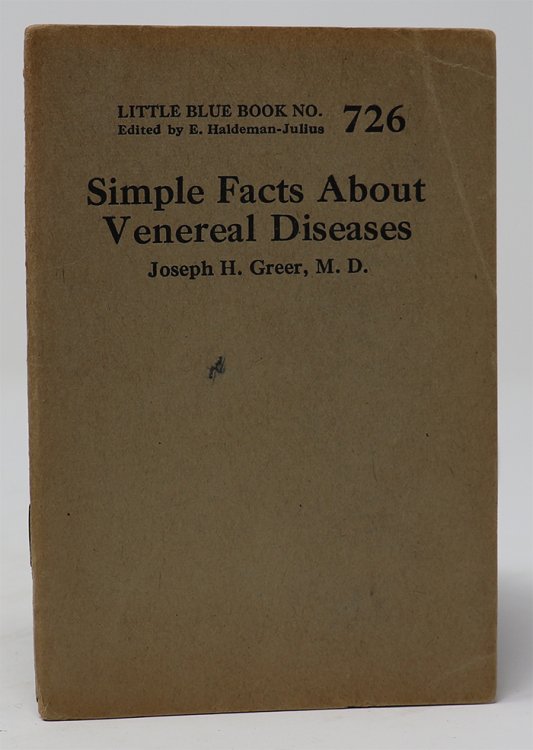 LITTLE BLUE BOOK NO. 726
Edited by E. Haldeman-Julius
Simple Facts About
Venereal Diseases
Joseph H. Greer, M. D.